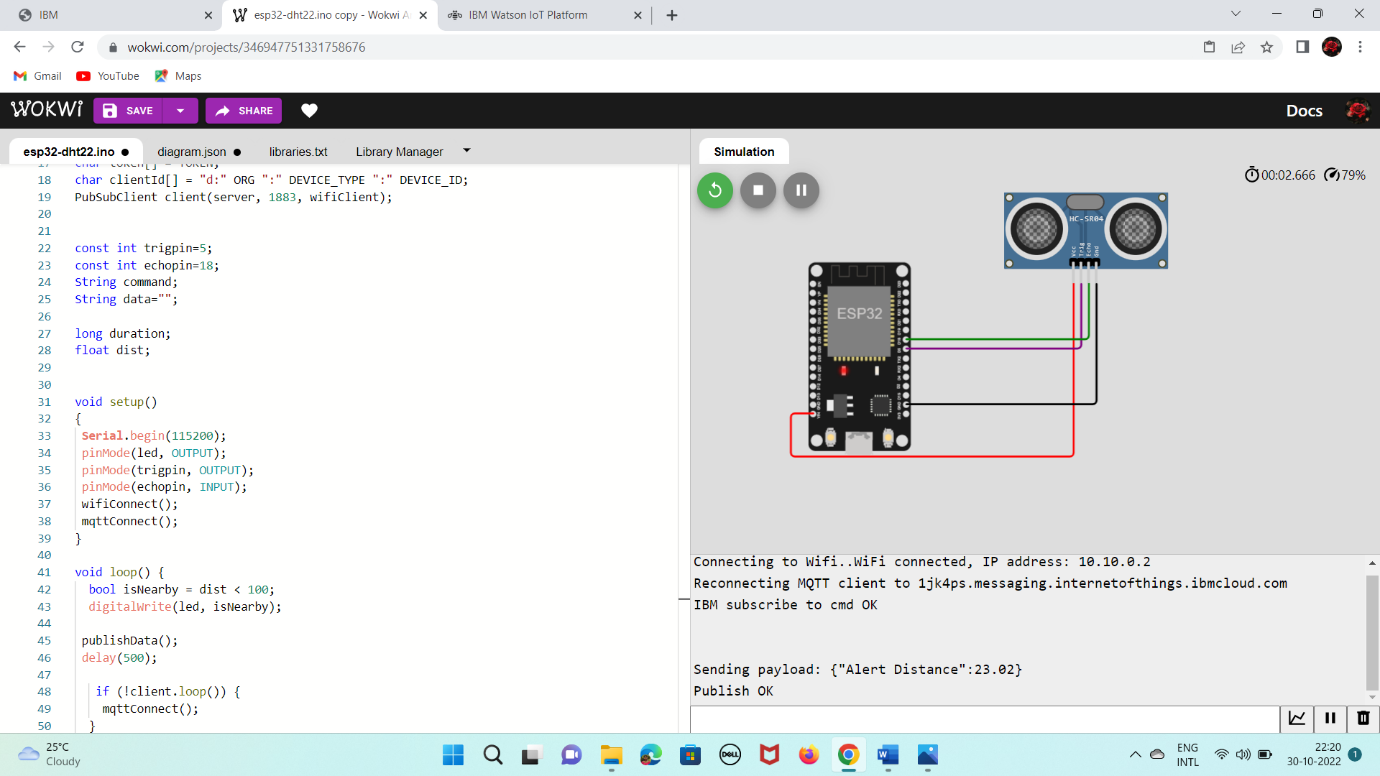 IBM
esp32-dht22.ino copy - Wokwi A
IBM Watson IoT Platform
wokwi.com/projects/346947751331758676
Gmail
YouTube
Maps
WOKWi
SAVE
SHARE
Docs
esp32-dht22.ino ●
diagram.json ●
libraries.txt
Library Manager
Simulation
00:02.666
79%
18 char clientId[] = "d:" ORG ":" DEVICE_TYPE ":" DEVICE_ID;
19 PubSubClient client(server, 1883, wifiClient);
20
21
22 const int trigpin=5;
23 const int echopin=18;
24 String command;
25 String data="";
26
27 long duration;
28 float dist;
29
30
31 void setup()
32 {
33 Serial.begin(115200);
34 pinMode(led, OUTPUT);
35 pinMode(trigpin, OUTPUT);
36 pinMode(echopin, INPUT);
37 wifiConnect();
38 mqttConnect();
39 }
40
41 void loop() {
42 bool isNearby = dist < 100;
43 digitalWrite(led, isNearby);
44
45 publishData();
46 delay(500);
47
48 if (!client.loop()) {
49 mqttConnect();
50 }
HC-SR04
Vcc
Trig
Echo
Gnd
ESP32
Connecting to Wifi..WiFi connected, IP address: 10.10.0.2
Reconnecting MQTT client to 1jk4ps.messaging.internetofthings.ibmcloud.com
IBM subscribe to cmd OK
Sending payload: {"Alert Distance":23.02}
Publish OK
25°C
Cloudy
DELL
ENG
INTL
22:20
30-10-2022
1